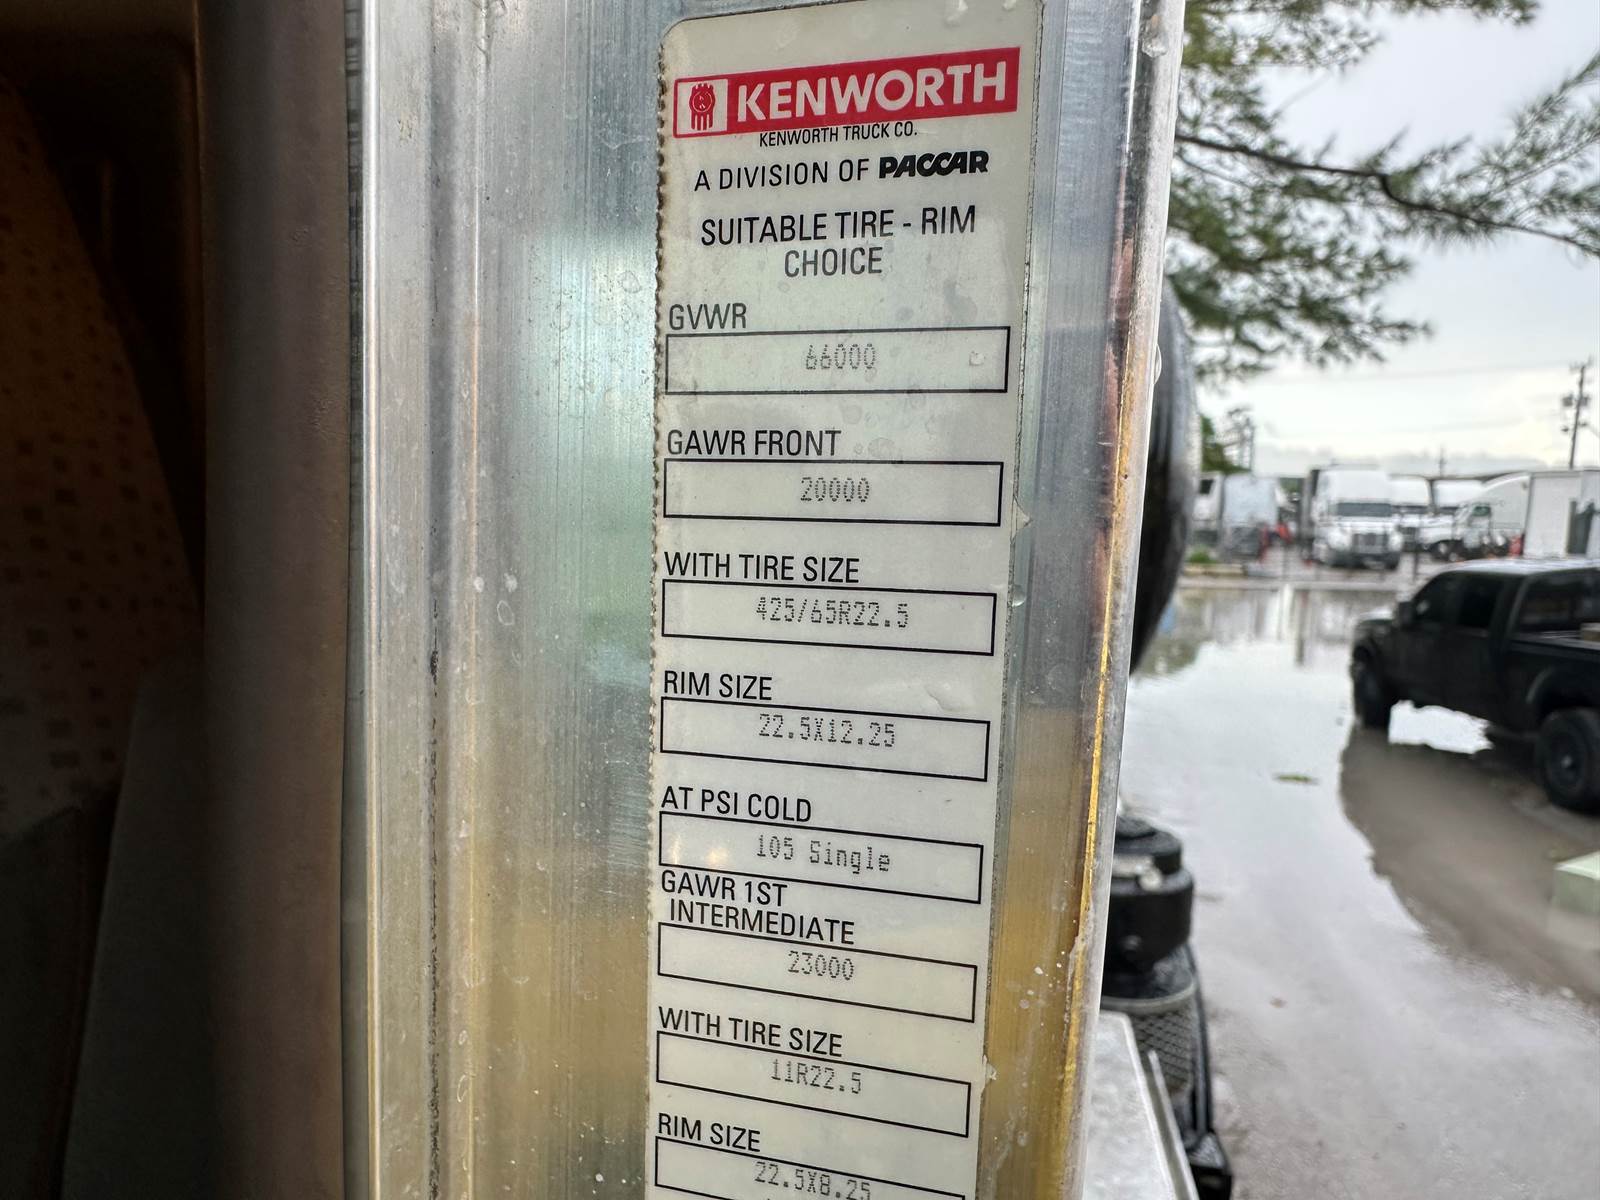 KENWORTH
KENWORTH TRUCK CO.
A DIVISION OF PACCAR
SUITABLE TIRE - RIM
CHOICE
GVWR
66000
GAWR FRONT
20000
WITH TIRE SIZE
425/65R22.5
RIM SIZE
22.5X12.25
AT PSI COLD
105 Single
GAWR 1ST
INTERMEDIATE
23000
WITH TIRE SIZE
11R22.5
RIM SIZE
22.5X8.25